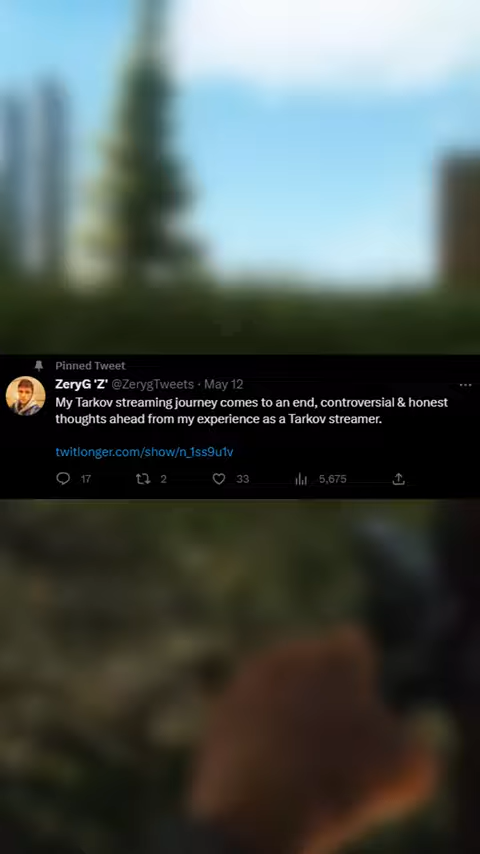 Pinned Tweet
ZeryG 'Z' @ZerygTweets · May 12
My Tarkov streaming journey comes to an end, controversial & honest
thoughts ahead from my experience as a Tarkov streamer.
twitlonger.com/show/n_1ss9u1v
17 2 33 5,675